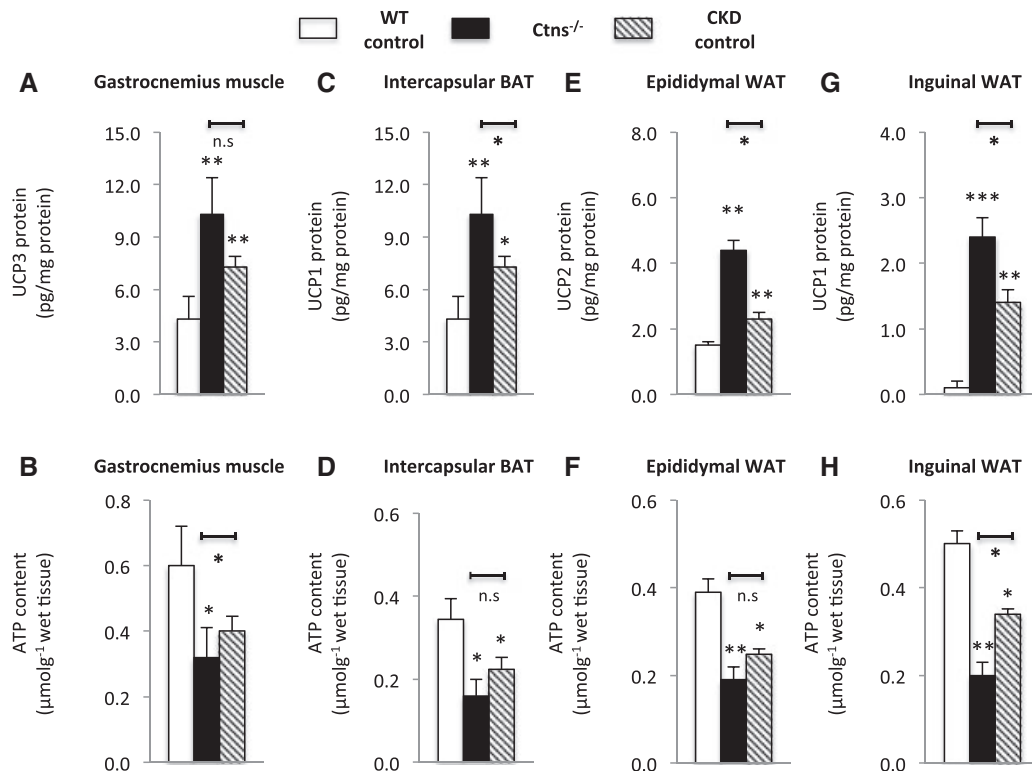 WT control
Ctns-/-
CKD control
A Gastrocnemius muscle
UCP3 protein
(pg/mg protein)
15.0
12.0
9.0
6.0
3.0
0.0
n.s
**
**
C Intercapsular BAT
UCP1 protein
(pg/mg protein)
15.0
12.0
9.0
6.0
3.0
0.0
*
**
*
E Epididymal WAT
UCP2 protein
(pg/mg protein)
8.0
6.0
4.0
2.0
0.0
*
**
**
G Inguinal WAT
UCP1 protein
(pg/mg protein)
4.0
3.0
2.0
1.0
0.0
*
***
**
B Gastrocnemius muscle
ATP content
(µmolg-1 wet tissue)
0.8
0.6
0.4
0.2
0.0
*
*
D Intercapsular BAT
ATP content
(µmolg-1 wet tissue)
0.6
0.4
0.2
0.0
n.s
*
*
F Epididymal WAT
ATP content
(µmolg-1 wet tissue)
0.6
0.4
0.2
0.0
n.s
**
*
H Inguinal WAT
ATP content
(µmolg-1 wet tissue)
0.6
0.4
0.2
0.0
*
**
*